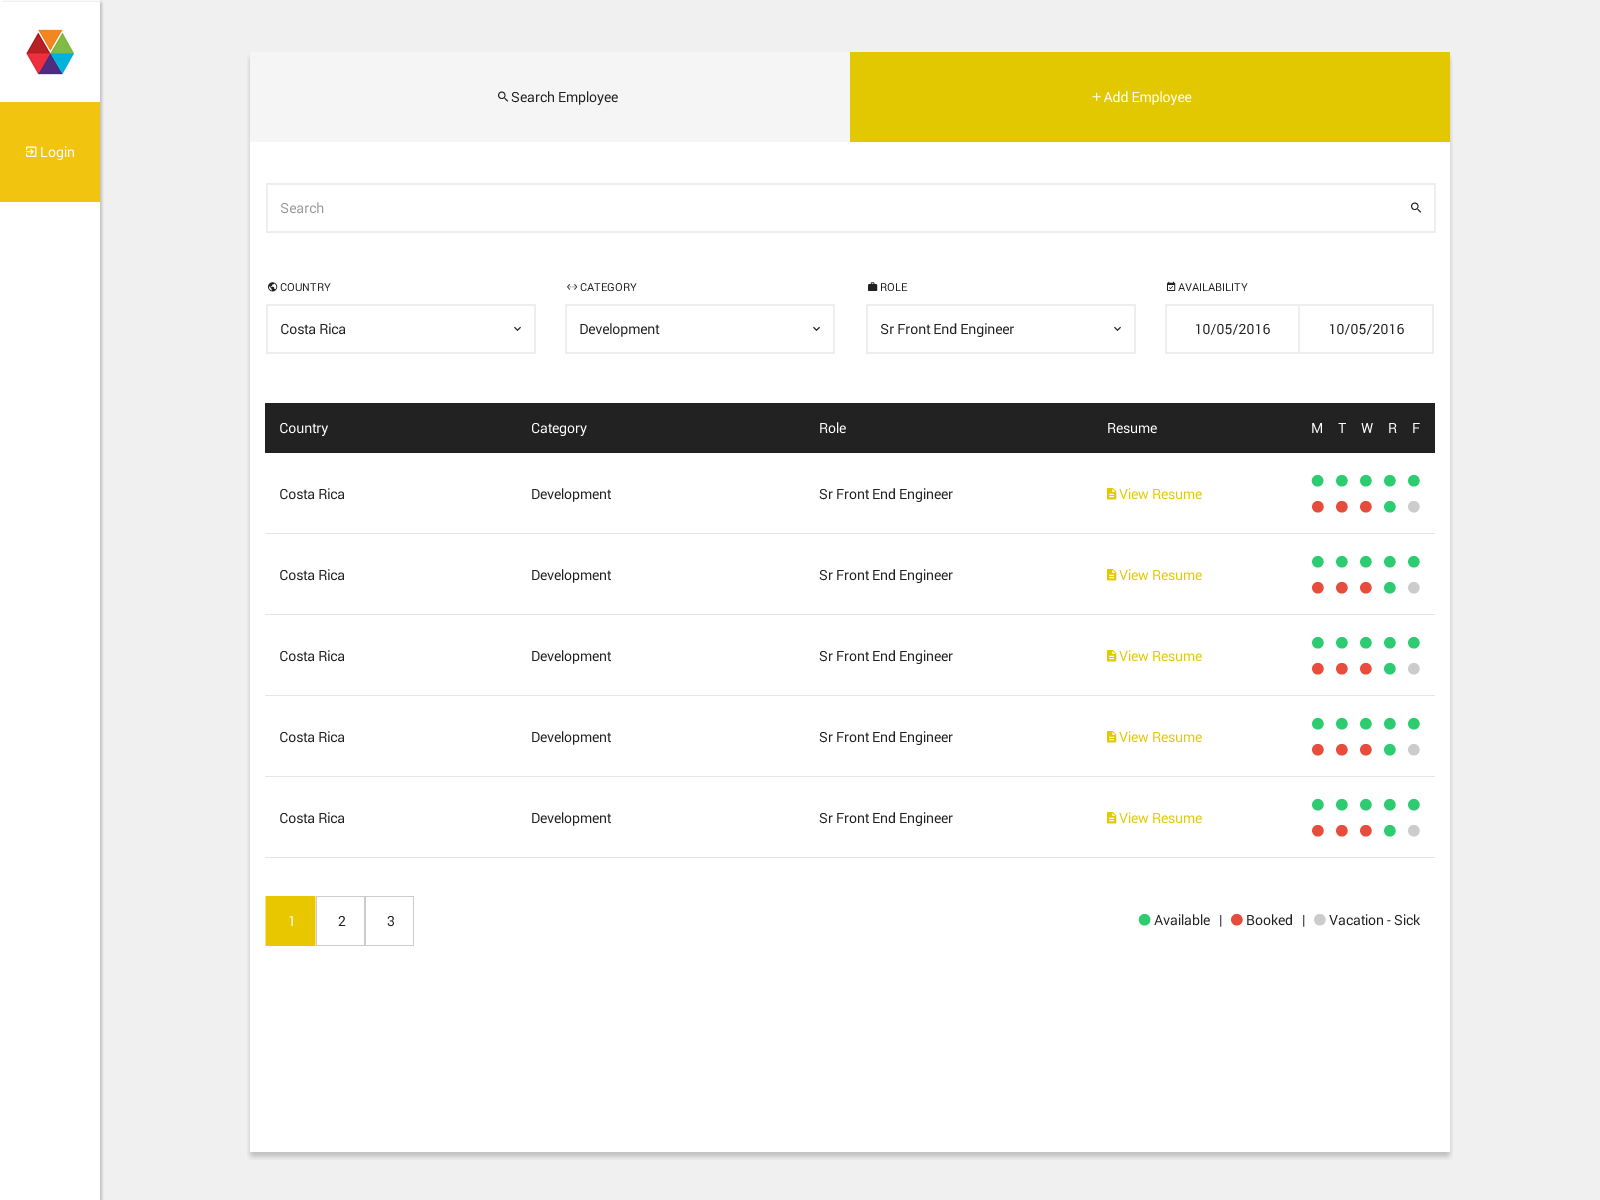 Login
Search Employee
+ Add Employee
Search
COUNTRY
CATEGORY
ROLE
AVAILABILITY
Costa Rica
Development
Sr Front End Engineer
10/05/2016
10/05/2016
Country Category Role Resume M T W R F
Costa Rica Development Sr Front End Engineer View Resume
Costa Rica Development Sr Front End Engineer View Resume
Costa Rica Development Sr Front End Engineer View Resume
Costa Rica Development Sr Front End Engineer View Resume
Costa Rica Development Sr Front End Engineer View Resume
1 2 3
Available | Booked | Vacation - Sick